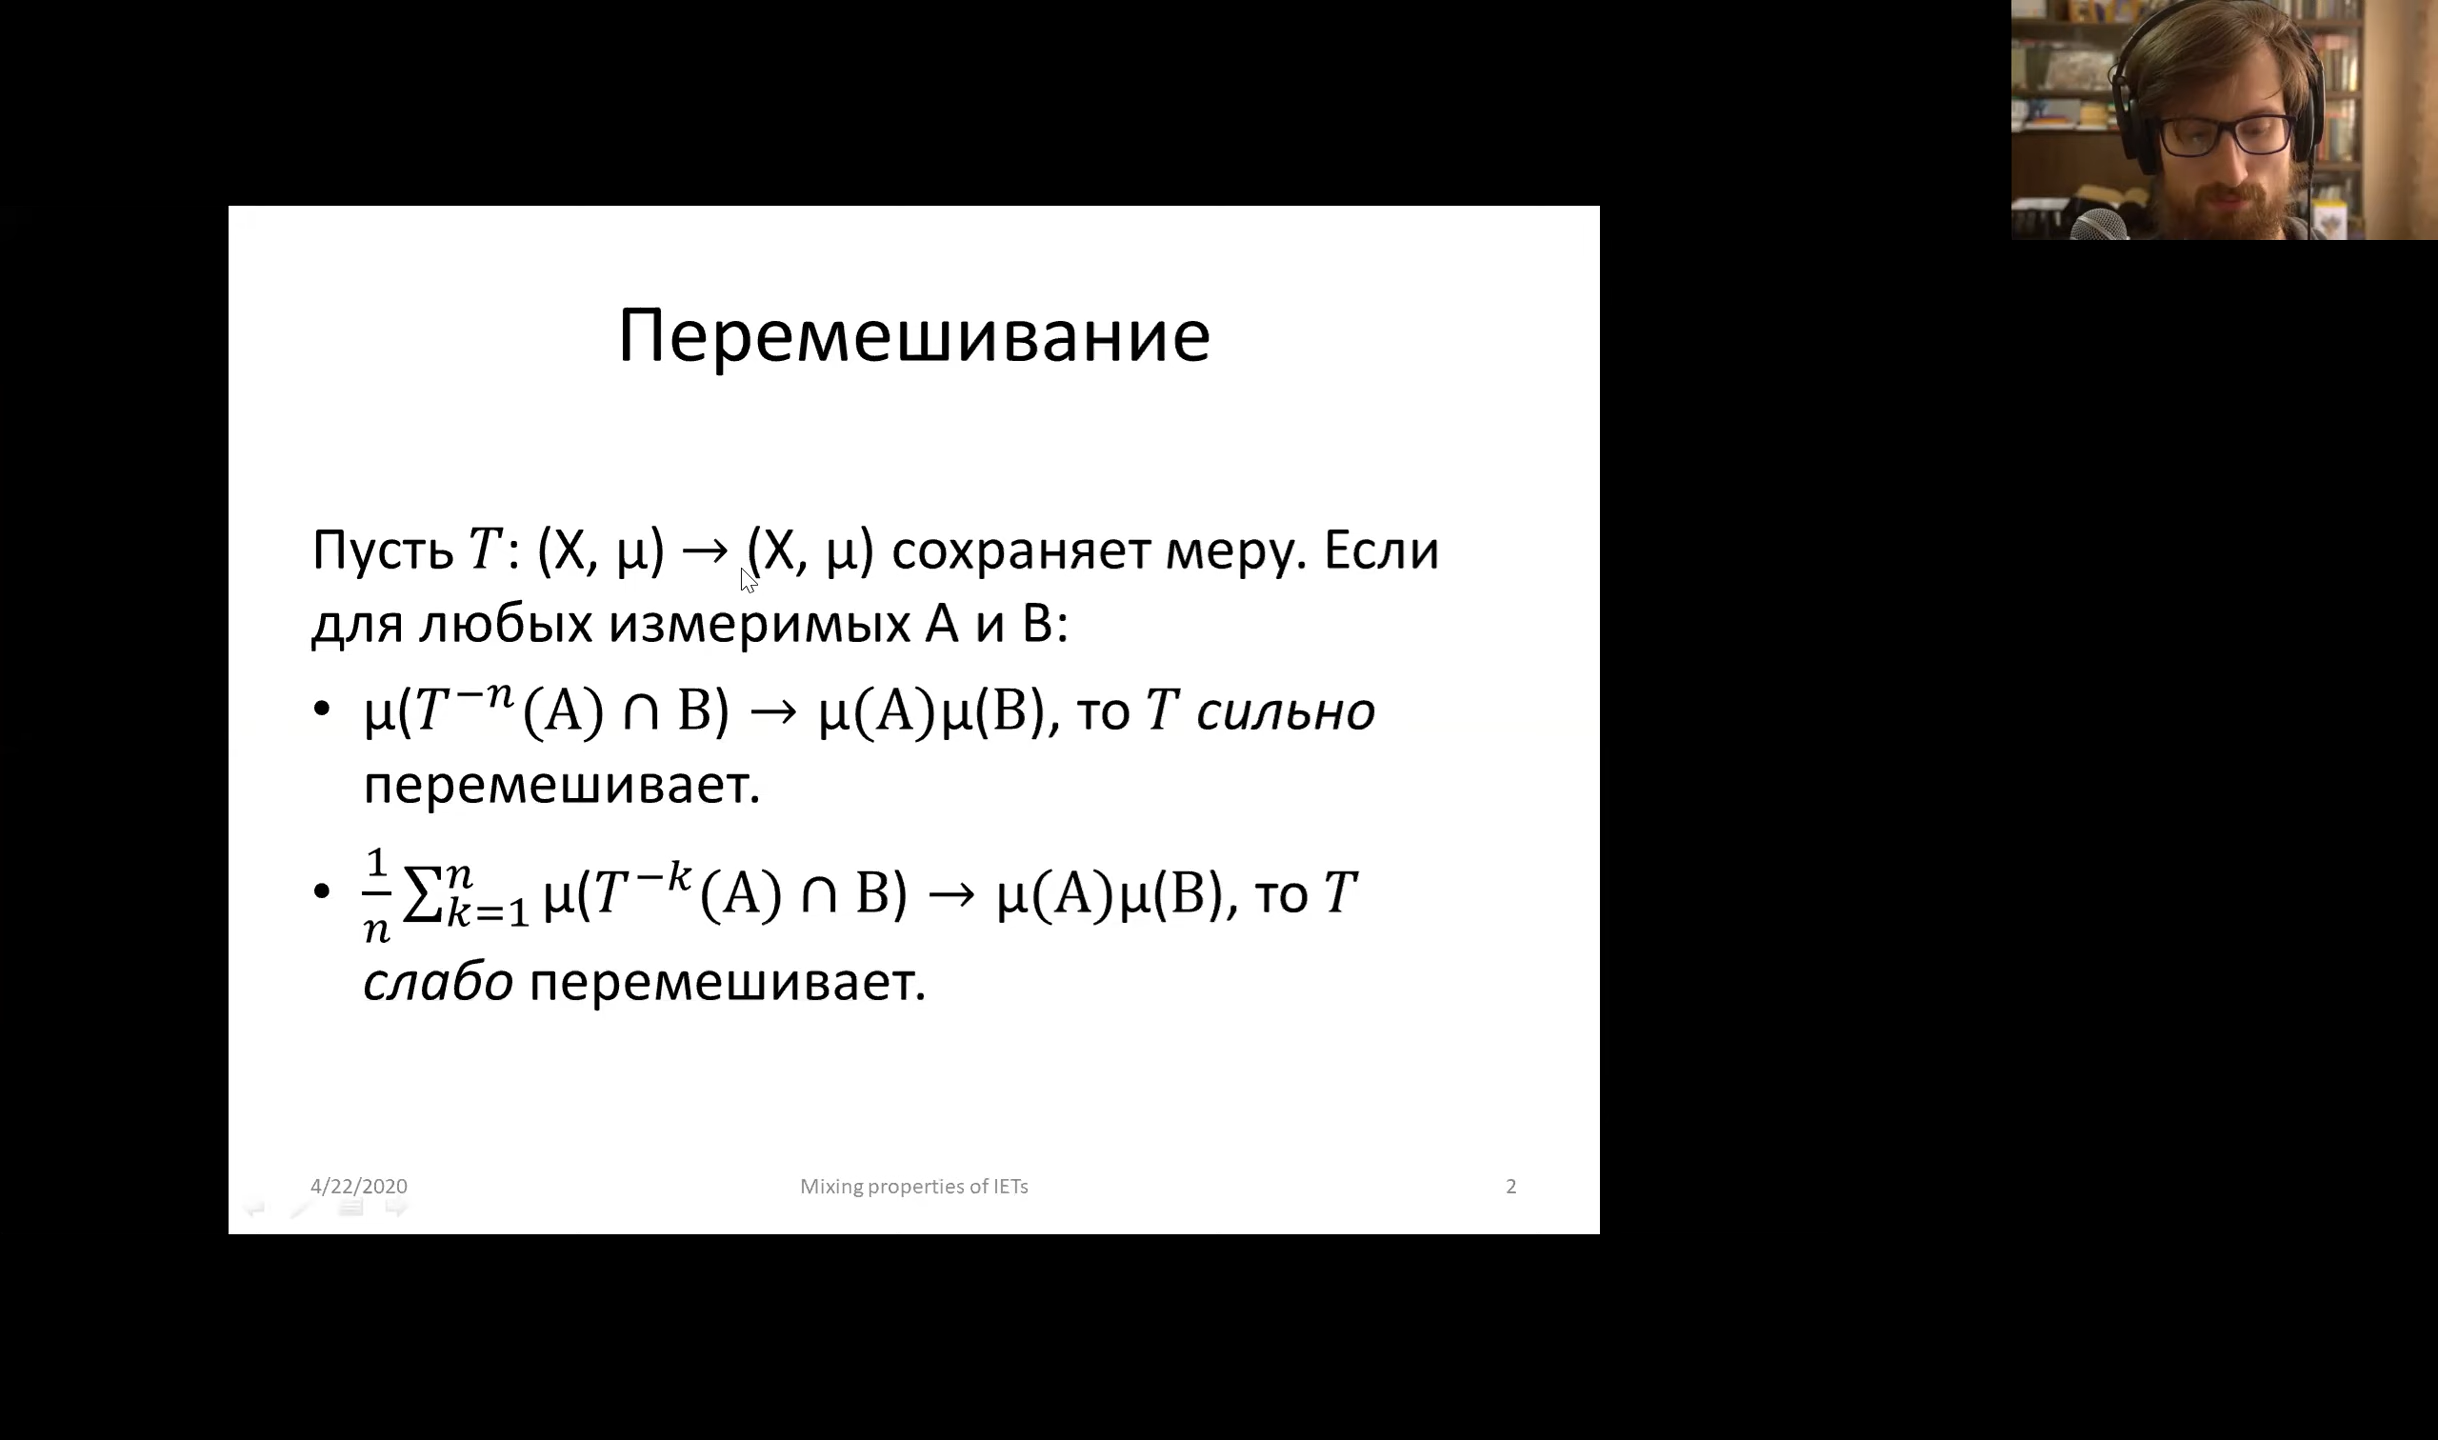 Перемешивание
Пусть T: (X, μ) → (X, μ) сохраняет меру. Если
для любых измеримых A и B:
• μ(T⁻ⁿ(A) ∩ B) → μ(A)μ(B), то T сильно
перемешивает.
• 1/n ∑ₖ₌₁ⁿ μ(T⁻ᵏ(A) ∩ B) → μ(A)μ(B), то T
слабо перемешивает.
4/22/2020 Mixing properties of IETs 2